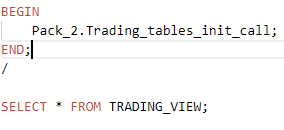 BEGIN
    Pack_2.Trading_tables_init_call;
END;
/

SELECT * FROM TRADING_VIEW;